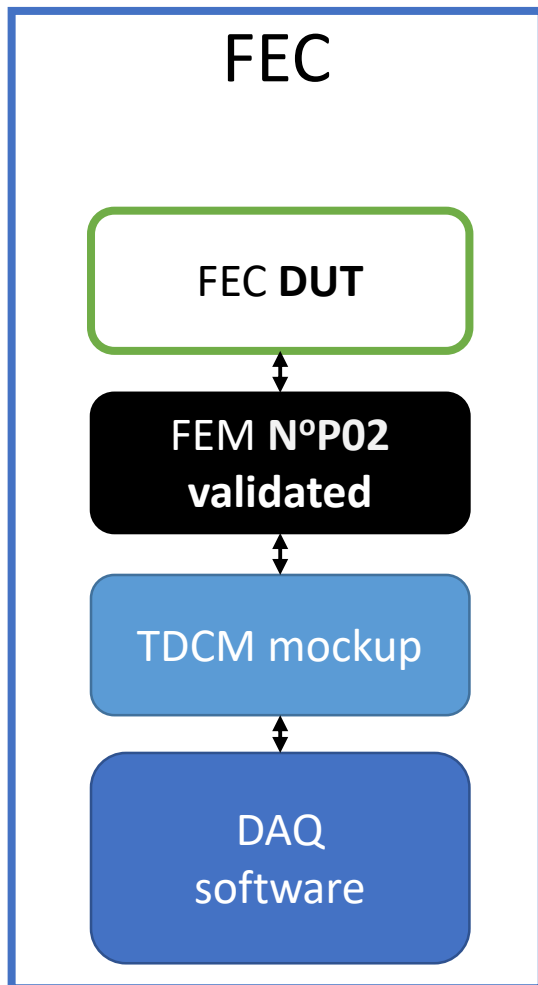 FEC
FEC DUT
FEM NºP02
validated
TDCM mockup
DAQ
software